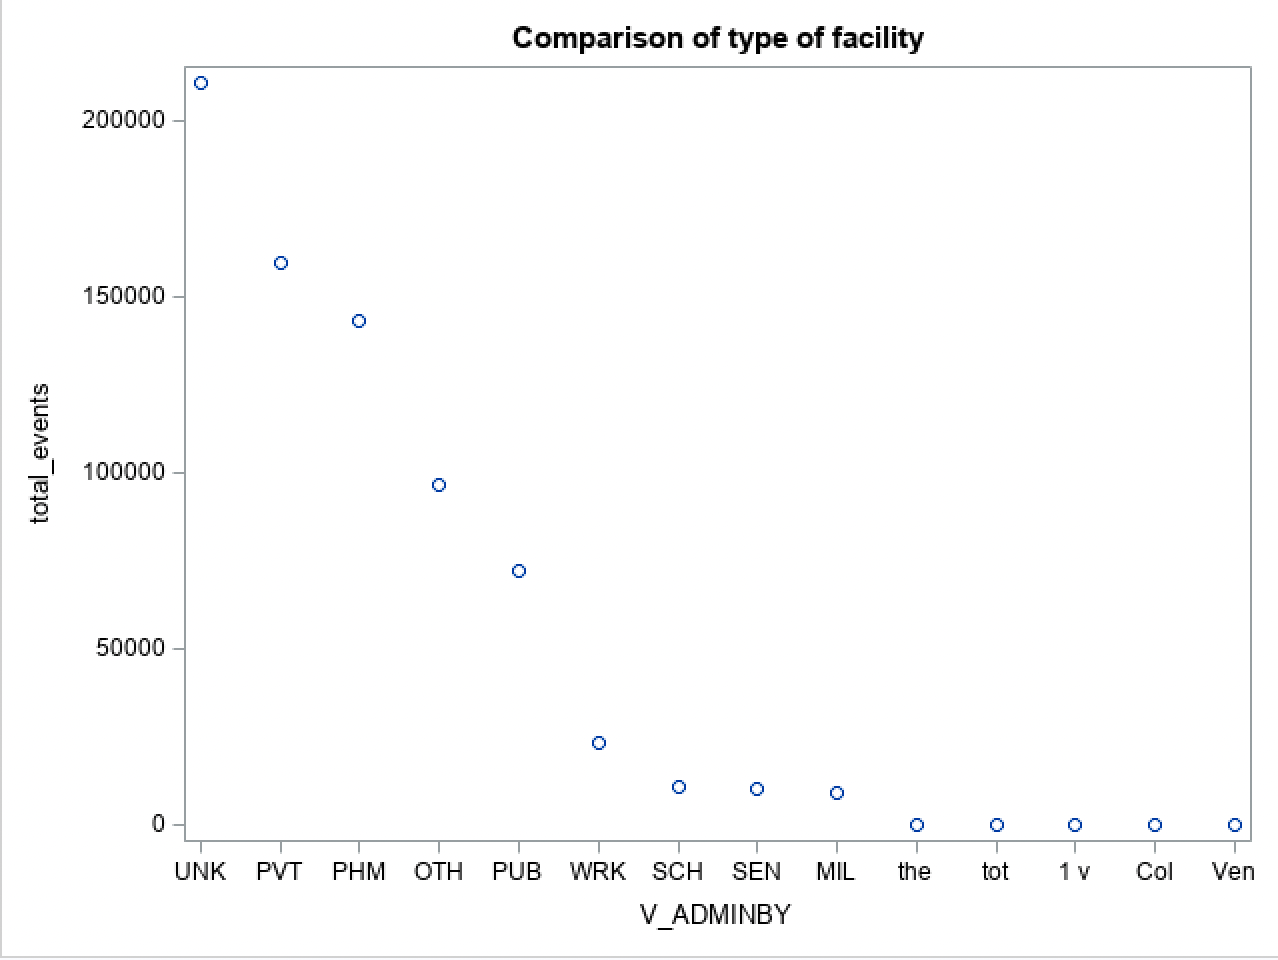 Comparison of type of facility
200000
150000
100000
50000
0
total_events
UNK PVT PHM OTH PUB WRK SCH SEN MIL the tot 1 v Col Ven
V_ADMINBY